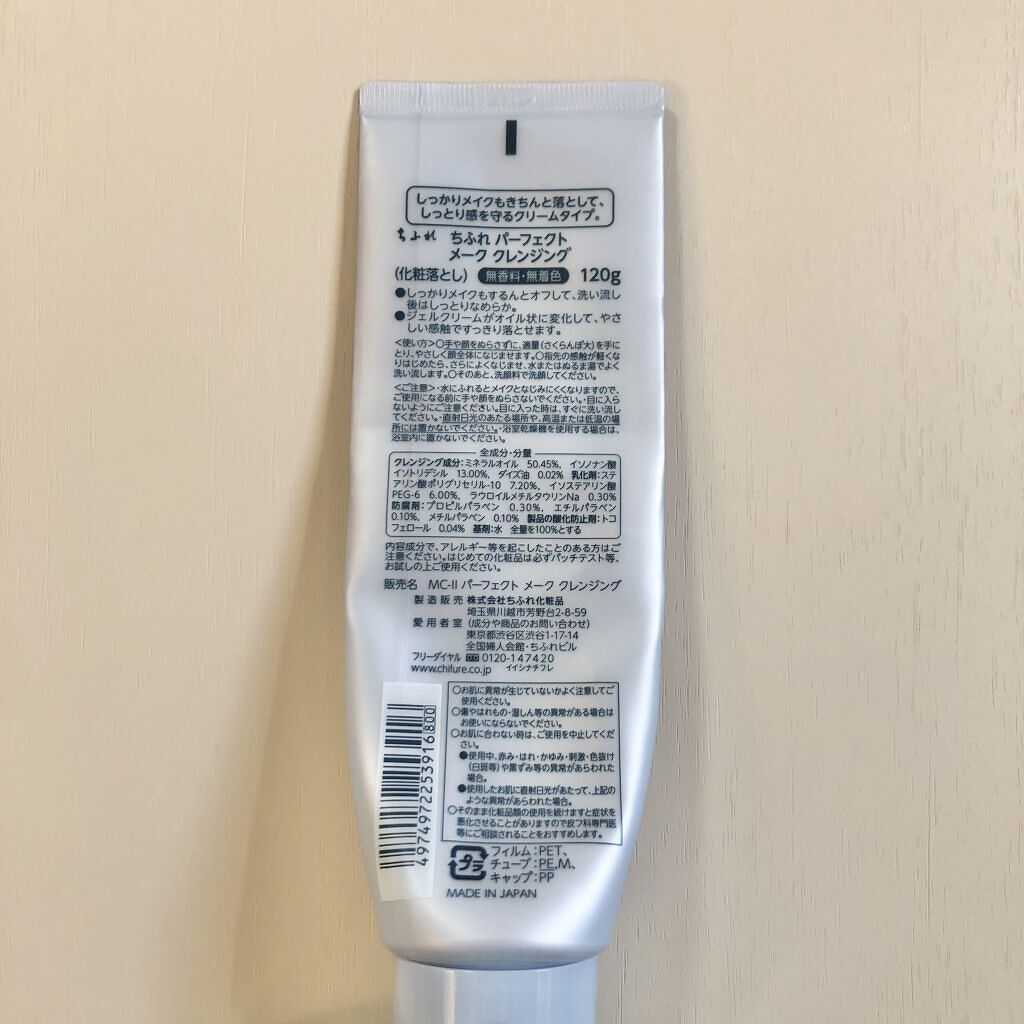 しっかりメイクもきちんと落として、
しっとり感を守るクリームタイプ。
ちふれ ちふれ パーフェクト
メーク クレンジング
(化粧落とし) 無香料・無着色 120g
●しっかりメイクもするんとオフして、洗い流し
後はしっとりなめらか。
●ジェルクリームがオイル状に変化して、やさ
しい感触ですっきり落とせます。
<使い方>○手や顔をぬらさずに、適量(さくらんぼ大)を手に
とり、やさしく顔全体になじませます。○指先の感触が軽くな
りはじめたら、さらによくなじませ、水またはぬるま湯でよく
洗い流します。○そのあと、洗顔料で洗顔してください。
<ご注意>・水にふれるとメイクとなじみにくくなりますので、
ご使用になる前に手や顔をぬらさないでください。・目に入ら
ないようにご注意ください。目に入った時は、すぐに洗い流し
てください。・直射日光のあたる場所や、高温または低温の場
所には置かないでください。・浴室乾燥機を使用する場合は、
浴室内に置かないでください。
全成分・分量
クレンジング成分:ミネラルオイル 50.45%, イソノナン酸
イソトリデシル 13.00%, ダイズ油 0.02% 乳化剤:ステ
アリン酸ポリグリセリル-10 7.20%, イソステアリン酸
PEG-6 6.00%, ラウロイルメチルタウリンNa 0.30%
防腐剤:プロピルパラベン 0.30%, エチルパラベン
0.10%, メチルパラベン 0.10% 製品の酸化防止剤:トコ
フェロール 0.04% 基剤:水 全量を100%とする
内容成分で、アレルギー等を起こしたことのある方はご
注意ください。はじめての化粧品は必ずパッチテスト等、
お試しの上ご使用ください。
販売名 MC-II パーフェクト メーク クレンジング
製造販売 株式会社ちふれ化粧品
埼玉県川越市芳野台2-8-59
愛用者室 (成分や商品のお問い合わせ)
東京都渋谷区渋谷1-17-14
全国婦人会館・ちふれビル
フリーダイヤル 0120-147420
www.chifure.co.jp イイシナチフレ
○お肌に異常が生じていないかよく注意してご
使用ください。
○傷やはれもの・湿しん等の異常がある場合は
お使いにならないでください。
○お肌に合わない時は、ご使用を中止してくだ
さい。
●使用中、赤み・はれ・かゆみ・刺激・色抜け
(白斑等)や黒ずみ等の異常があらわれた
場合。
●使用したお肌に直射日光があたって、上記の
ような異常があらわれた場合。
○そのまま化粧品類の使用を続けますと症状を
悪化させることがありますので皮フ科専門医
等にご相談されることをおすすめします。
4974972253916 800
プラ フィルム:PET、
チューブ:PE,M、
キャップ:PP
MADE IN JAPAN